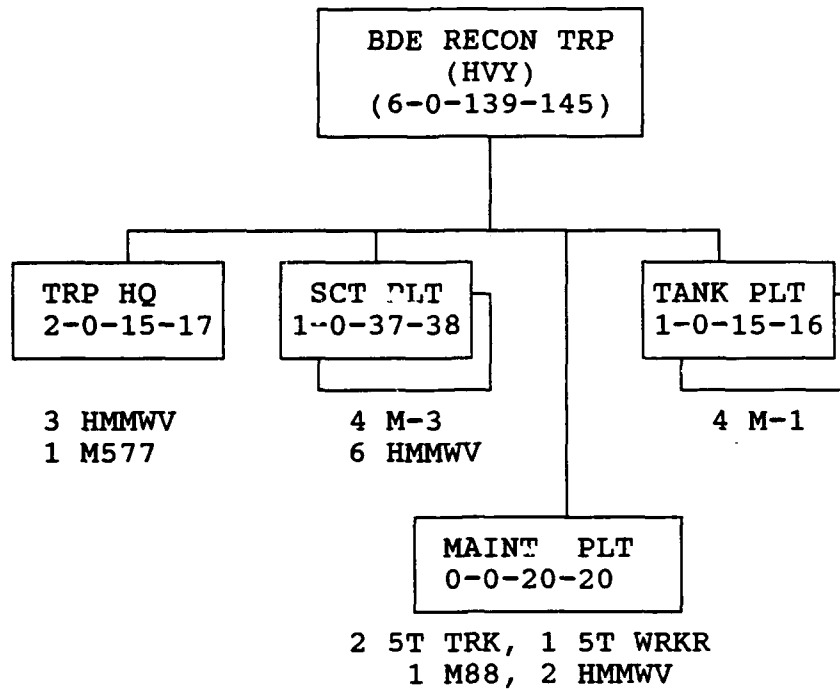 BDE RECON TRP
(HVY)
(6-0-139-145)
TRP HQ
2-0-15-17
3 HMMWV
1 M577
SCT PLT
1-0-37-38
4 M-3
6 HMMWV
TANK PLT
1-0-15-16
4 M-1
MAINT PLT
0-0-20-20
2 5T TRK, 1 5T WRKR
1 M88, 2 HMMWV